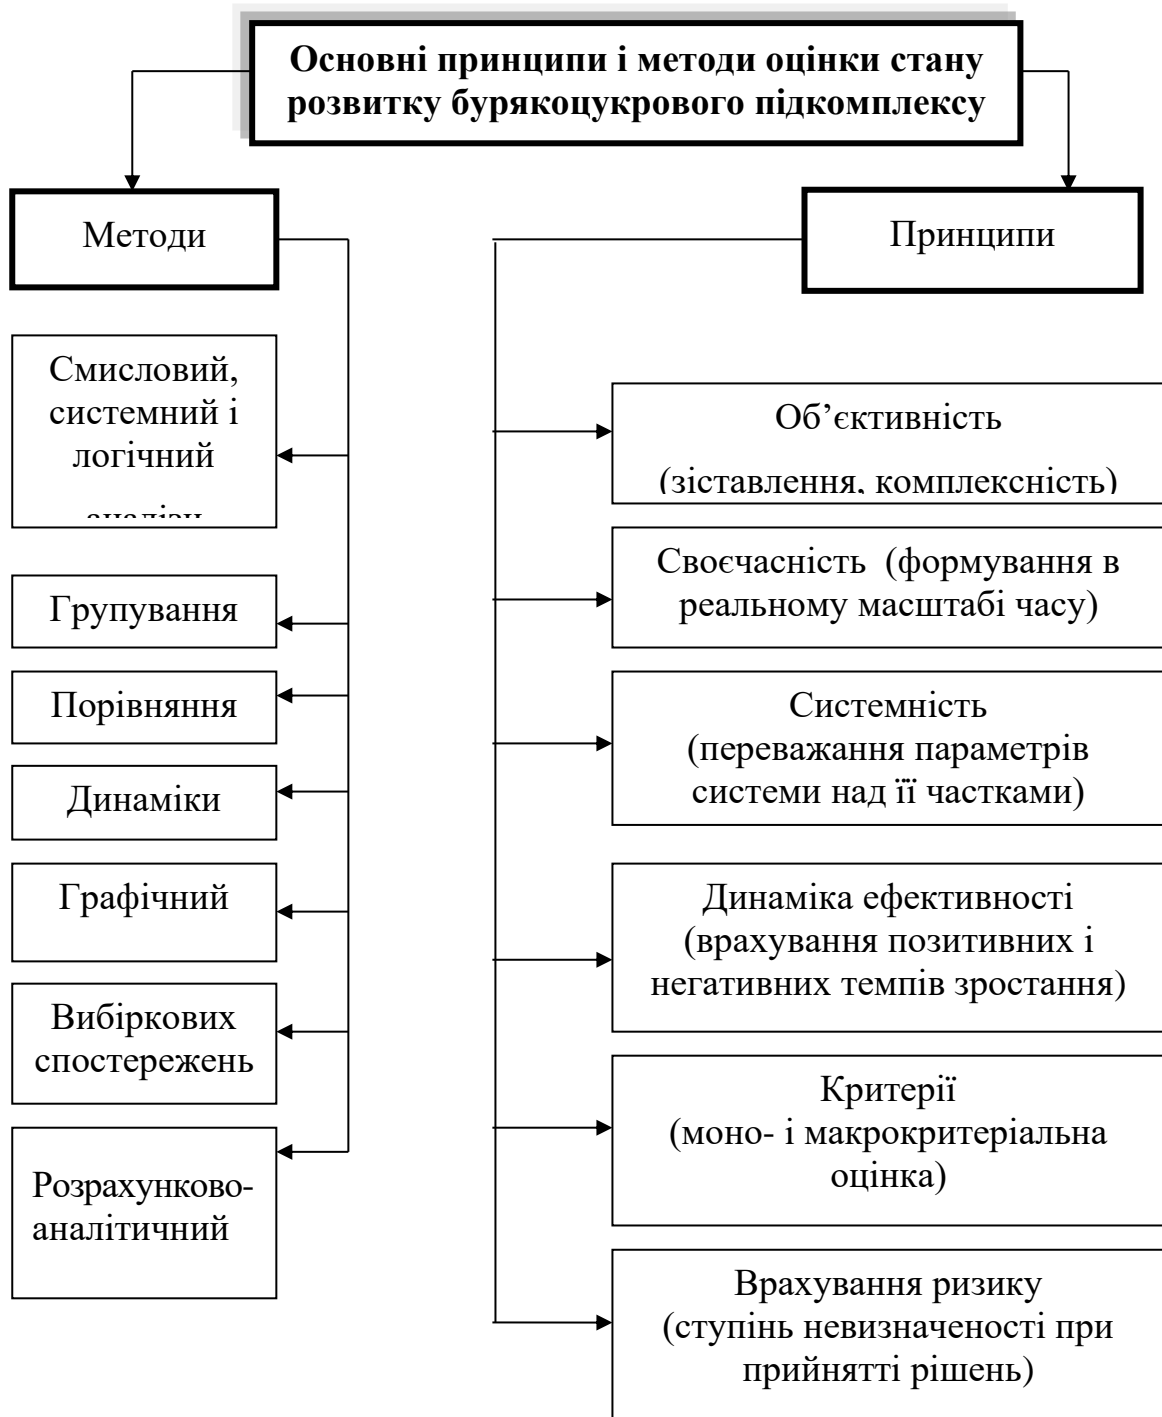 Основні принципи і методи оцінки стану
розвитку бурякоцукрового підкомплексу
Методи
Принципи
Смисловий,
системний і
логічний
аналізи
Групування
Порівняння
Динаміки
Графічний
Вибіркових
спостережень
Розрахунково-
аналітичний
Об’єктивність
(зіставлення, комплексність)
Своєчасність (формування в
реальному масштабі часу)
Системність
(переважання параметрів
системи над її частками)
Динаміка ефективності
(врахування позитивних і
негативних темпів зростання)
Критерії
(моно- і макрокритеріальна
оцінка)
Врахування ризику
(ступінь невизначеності при
прийнятті рішень)